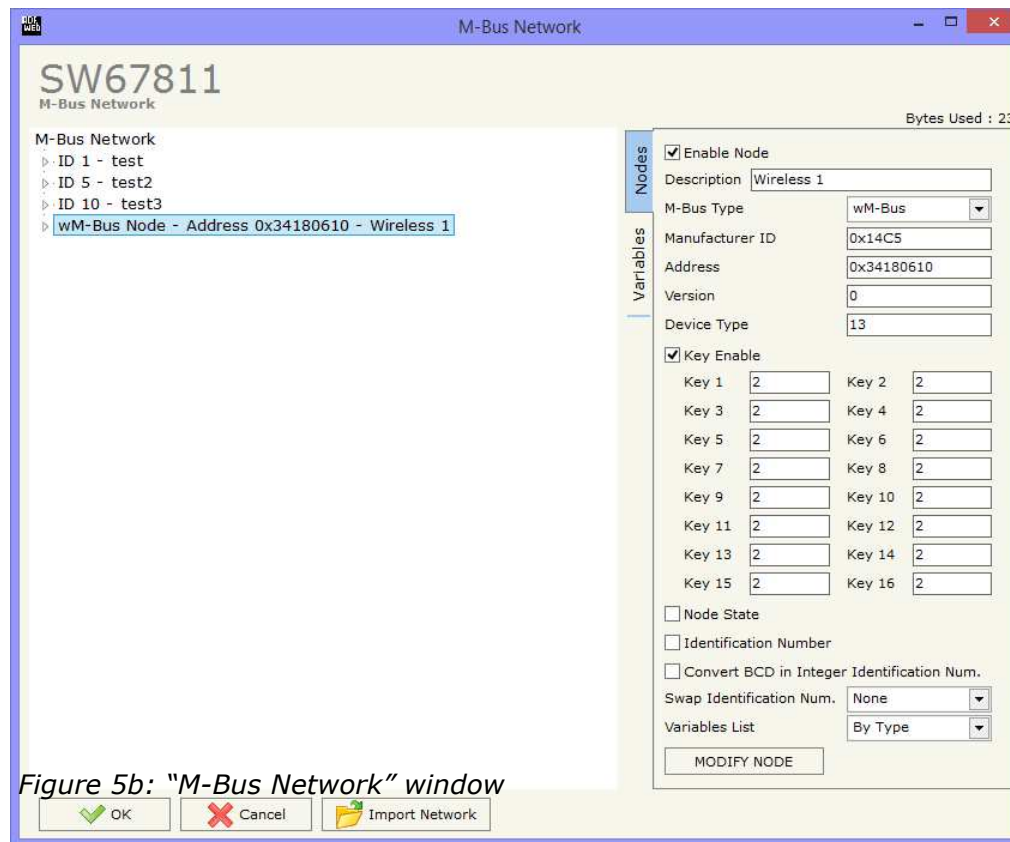 ADF
WEB
M-Bus Network
SW67811
M-Bus Network
Bytes Used : 23
M-Bus Network
ID 1 - test
ID 5 - test2
ID 10 - test3
wM-Bus Node - Address 0x34180610 - Wireless 1
Nodes
Variables
Enable Node
Description Wireless 1
M-Bus Type wM-Bus
Manufacturer ID 0x14C5
Address 0x34180610
Version 0
Device Type 13
Key Enable
Key 1 2 Key 2 2
Key 3 2 Key 4 2
Key 5 2 Key 6 2
Key 7 2 Key 8 2
Key 9 2 Key 10 2
Key 11 2 Key 12 2
Key 13 2 Key 14 2
Key 15 2 Key 16 2
Node State
Identification Number
Convert BCD in Integer Identification Num.
Swap Identification Num. None
Variables List By Type
MODIFY NODE
Figure 5b: “M-Bus Network” window
OK Cancel Import Network